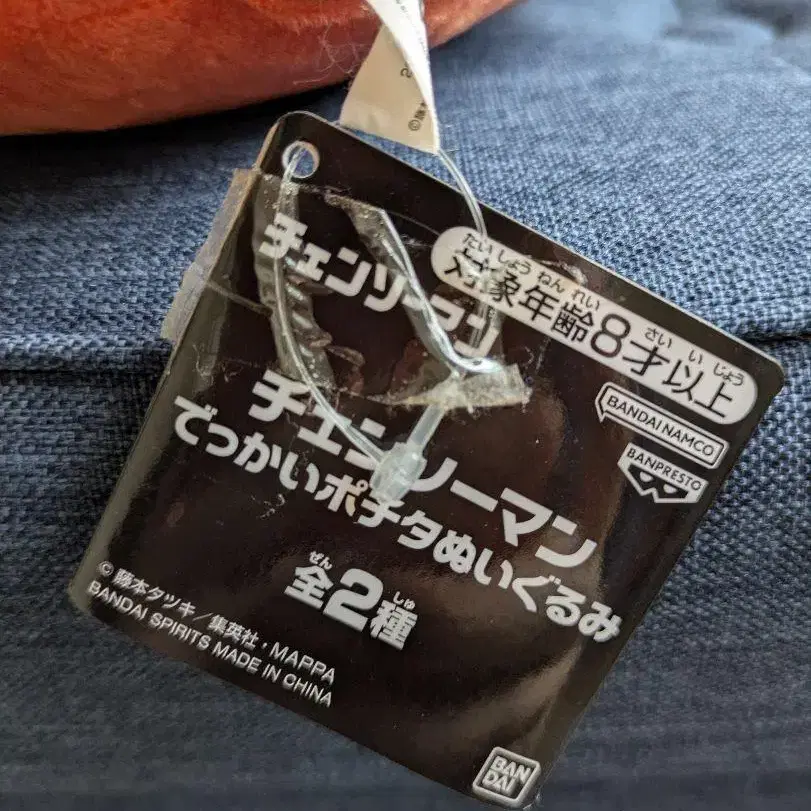 チェンソーマン
たいしょうねんれい さいいじょう
対象年齢8才以上
BANDAI NAMCO
BANPRESTO
チェンソーマン
でっかいポチタぬいぐるみ
ぜん しゅ
全2種
©藤本タツキ／集英社・MAPPA
BANDAI SPIRITS MADE IN CHINA
BAN
DAI